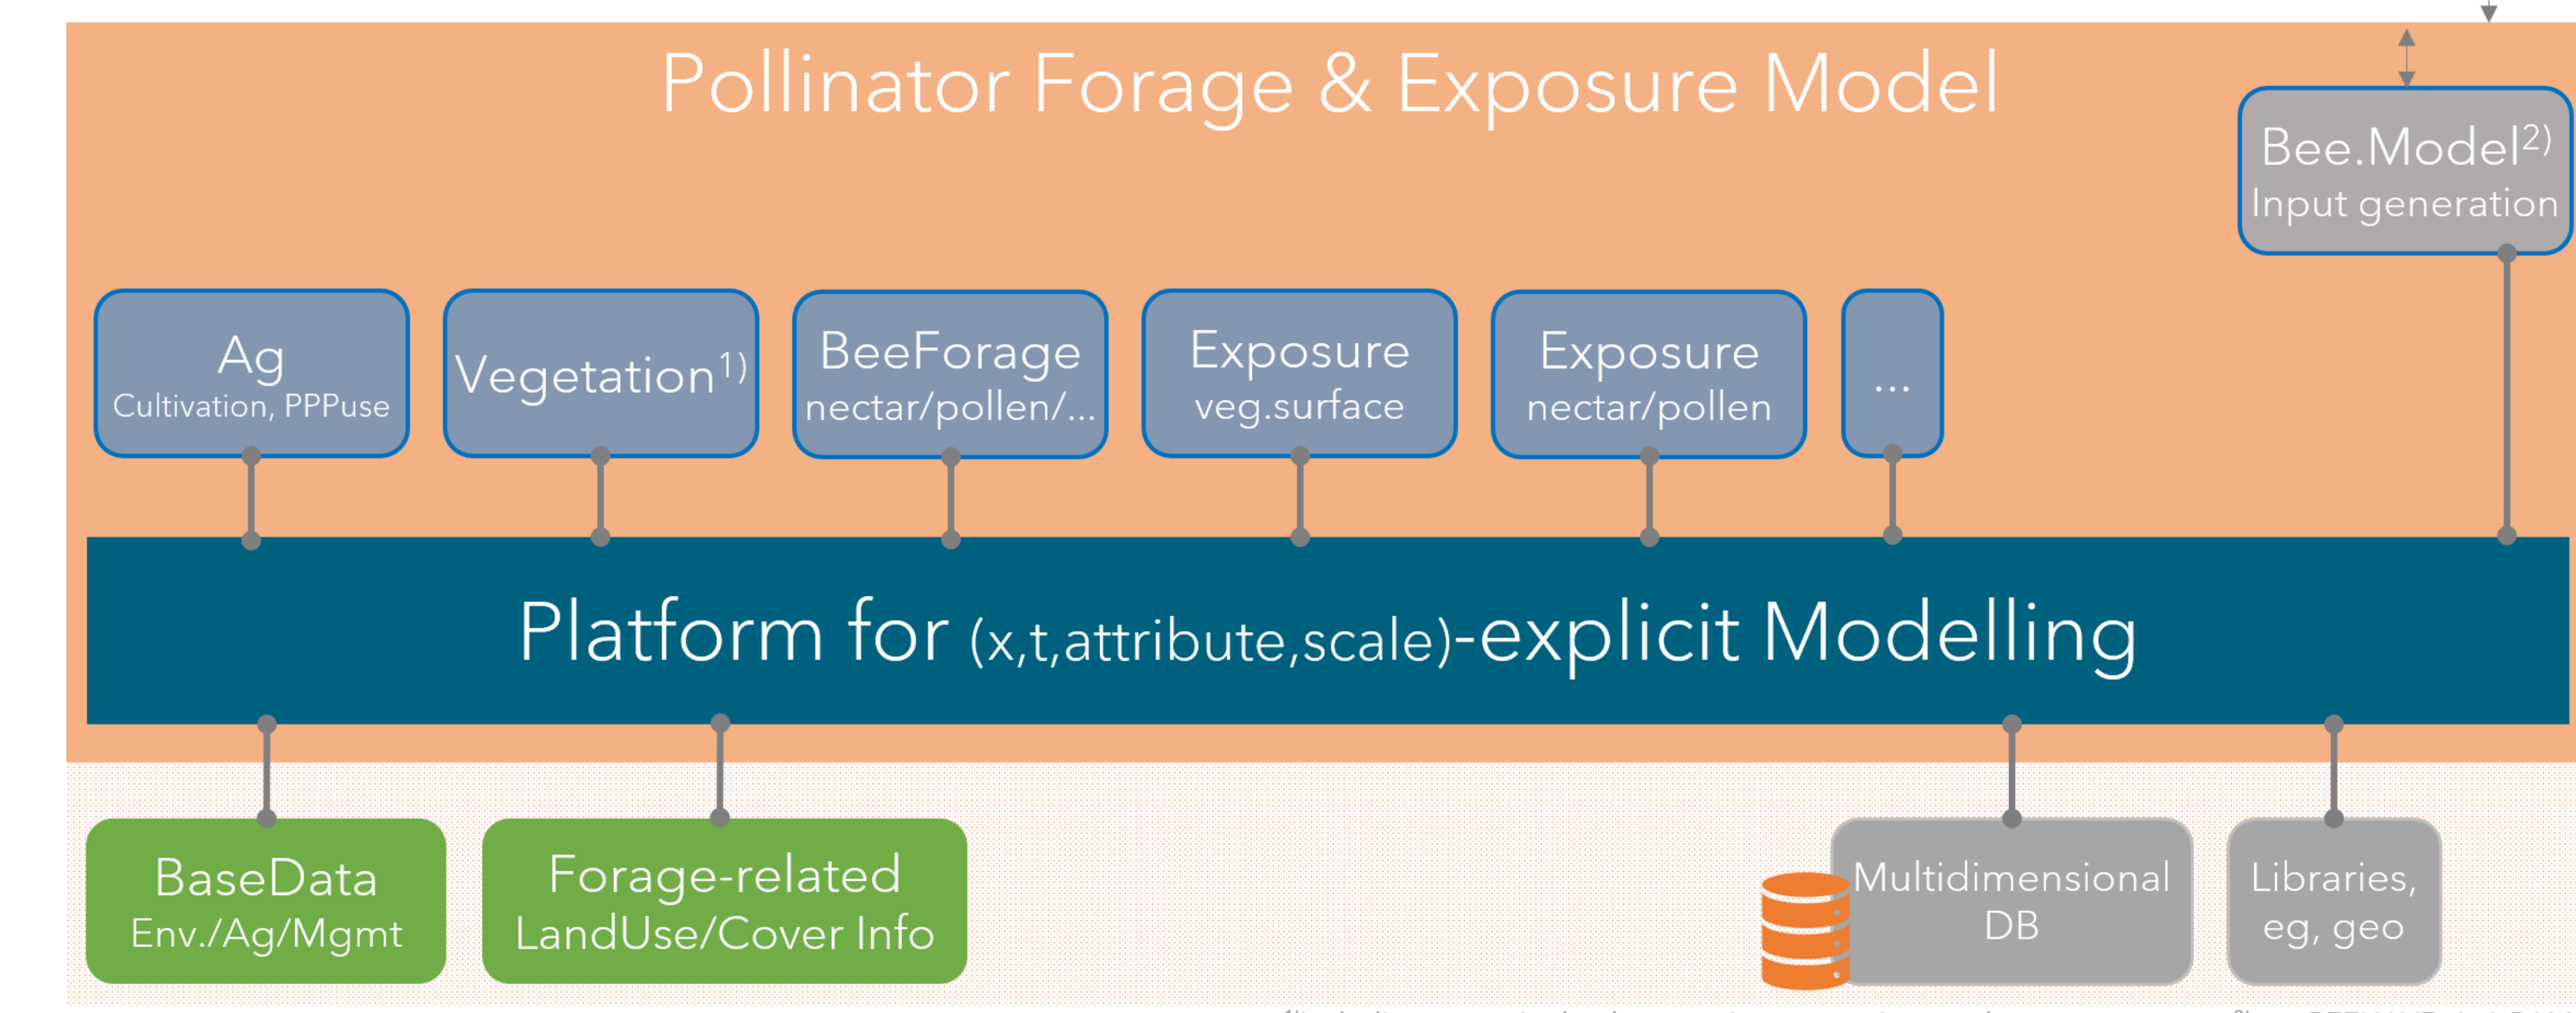 Pollinator Forage & Exposure Model
Bee.Model2)
Input generation
Ag
Cultivation, PPPuse
Vegetation1)
BeeForage
nectar/pollen/...
Exposure
veg.surface
Exposure
nectar/pollen
...
Platform for (x,t,attribute,scale)-explicit Modelling
BaseData
Env./Ag/Mgmt
Forage-related
LandUse/Cover Info
Multidimensional
DB
Libraries,
eg, geo